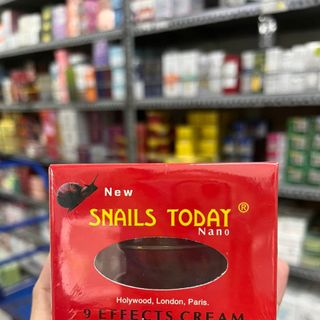 New
SNAILS TODAY ®
Nano
Holywood, London, Paris.
9 EFFECTS CREAM